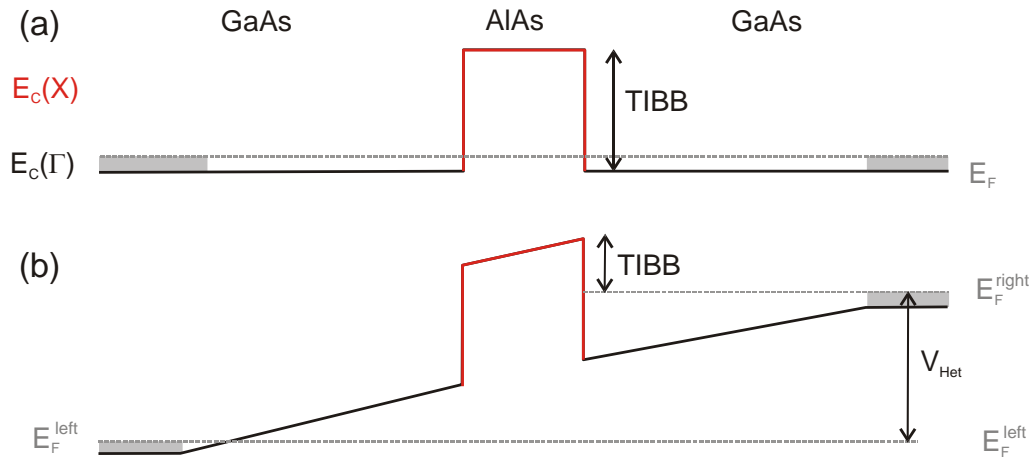 (a) GaAs AlAs GaAs
E_c(X)
TIBB
E_c(Γ)
E_F
(b)
TIBB
E_F^right
V_Het
E_F^left
E_F^left